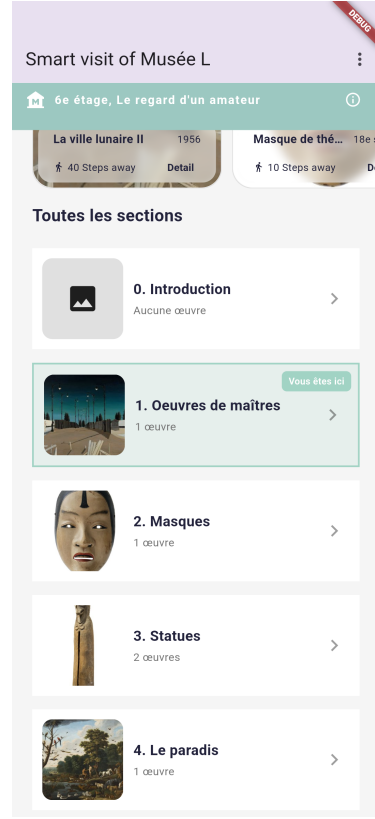 DEBUG
Smart visit of Musée L
6e étage, Le regard d'un amateur
La ville lunaire II 1956
40 Steps away Detail
Masque de thé... 18e
10 Steps away
Toutes les sections
0. Introduction
Aucune œuvre
Vous êtes ici
1. Oeuvres de maîtres
1 œuvre
2. Masques
1 œuvre
3. Statues
2 œuvres
4. Le paradis
1 œuvre